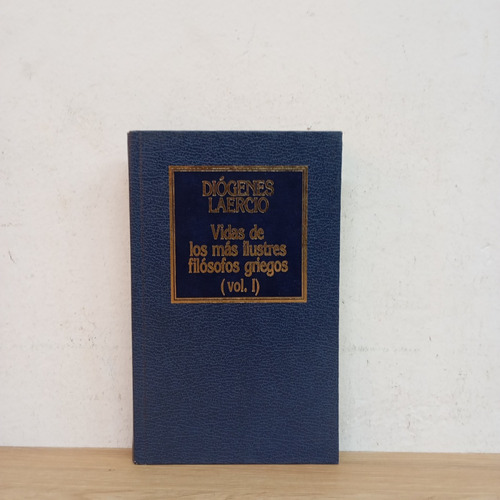 DIÓGENES
LAERCIO
Vidas de
los más ilustres
filósofos griegos
(vol. I)